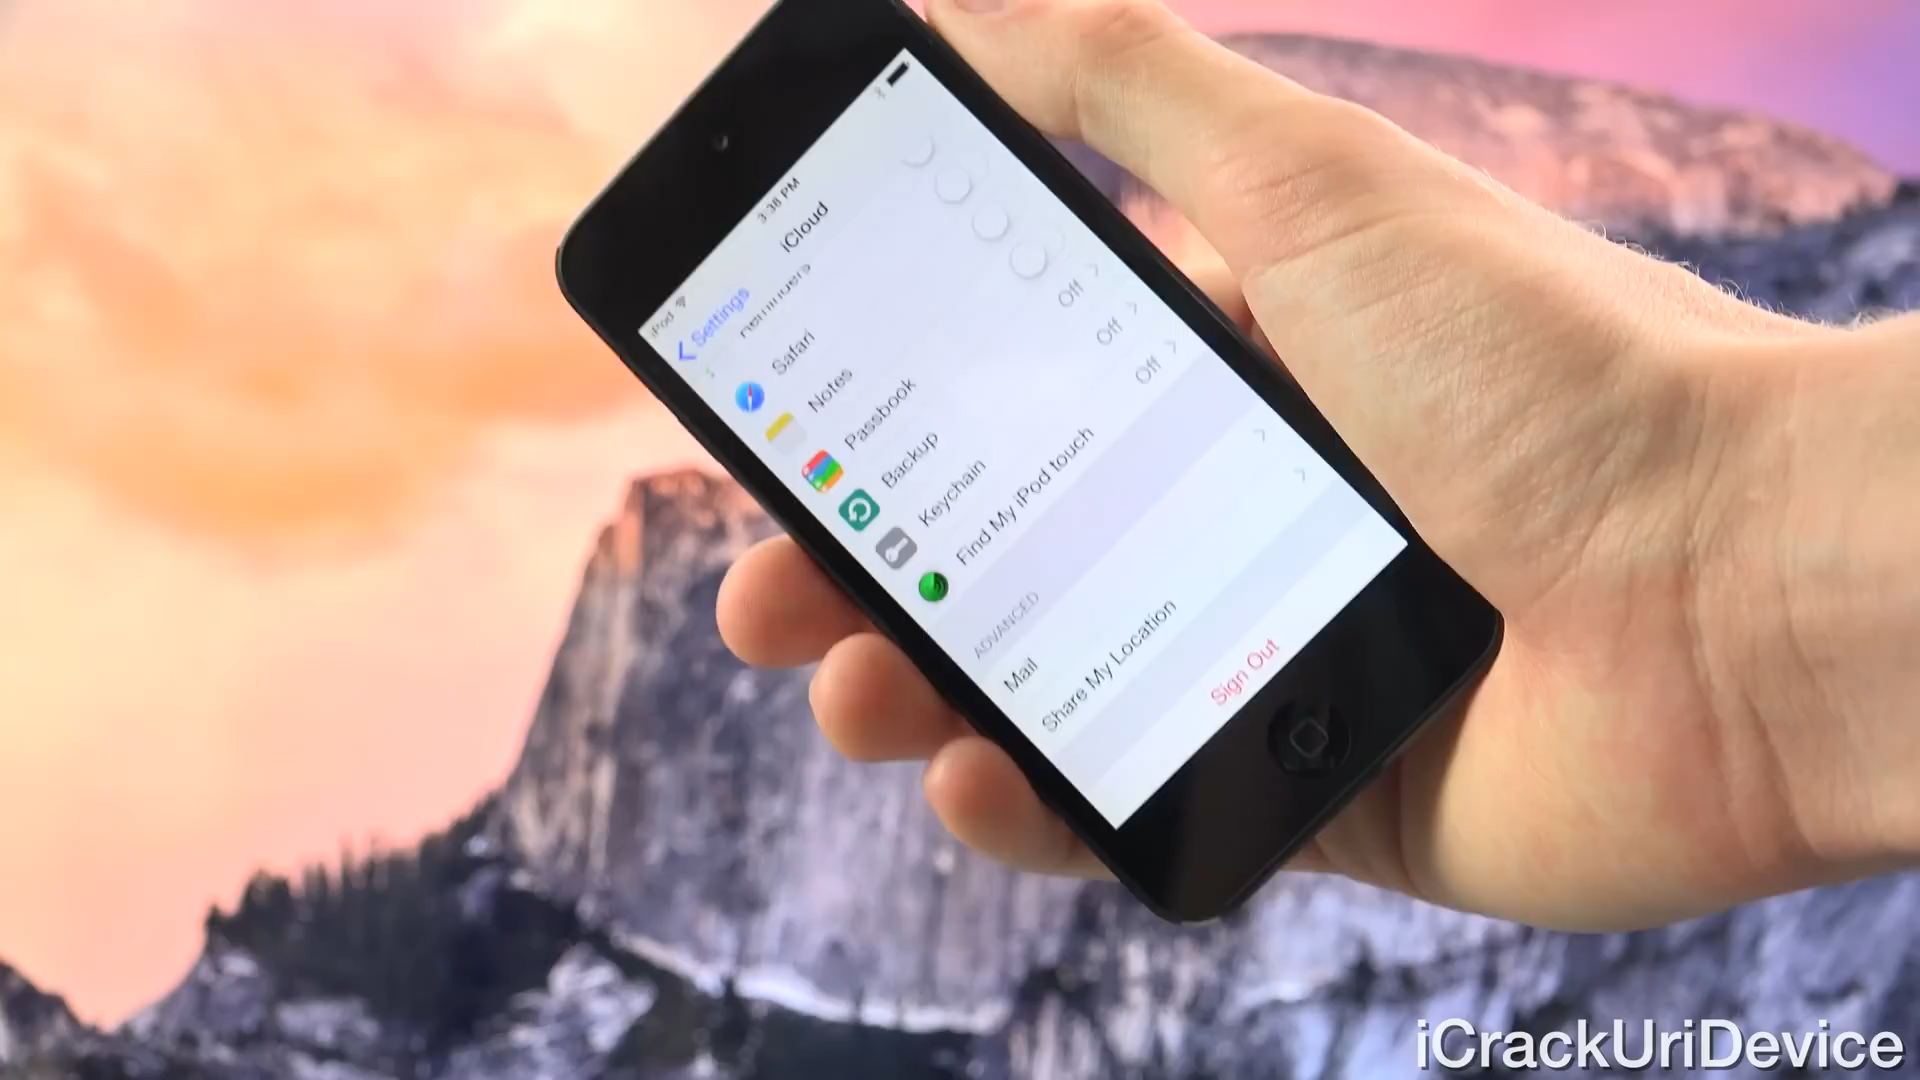 iPod
3:38 PM
Settings
iCloud
Reminders
Safari
Notes
Passbook
Backup
Off
Keychain
Off
Find My iPod touch
Off
ADVANCED
Mail
Share My Location
Sign Out
iCrackUriDevice